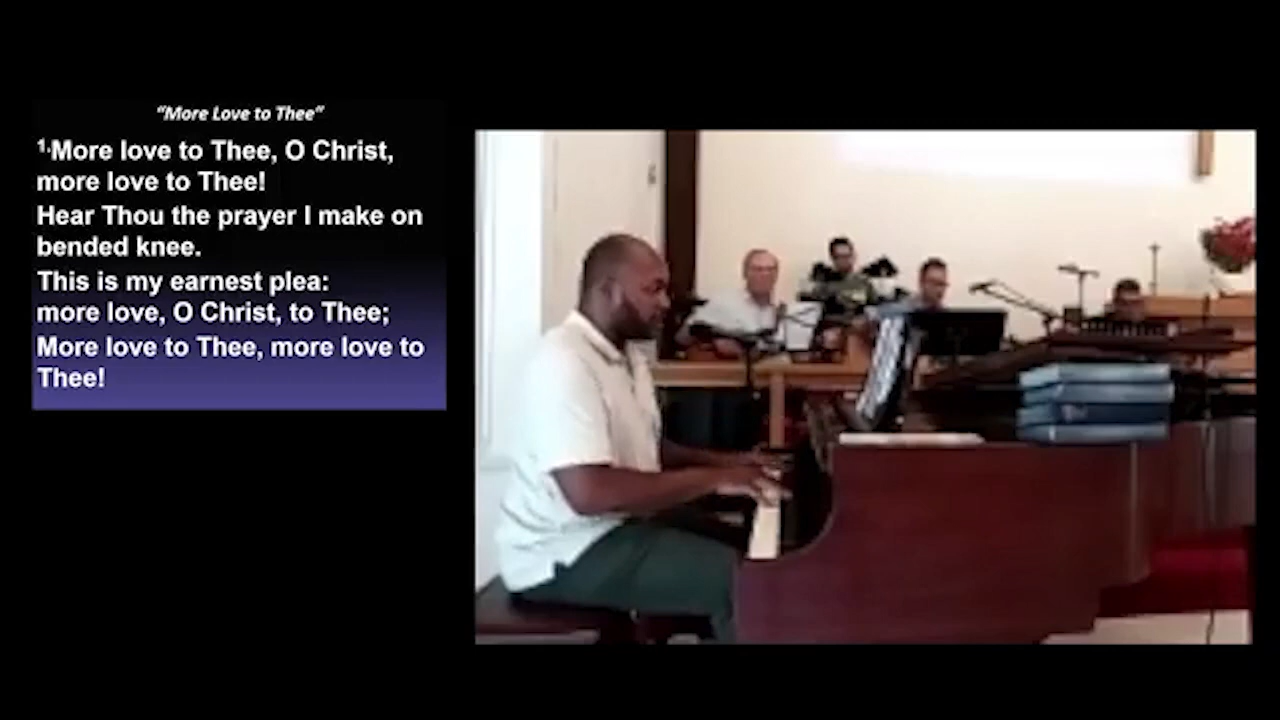 “More Love to Thee”
1.More love to Thee, O Christ,
more love to Thee!
Hear Thou the prayer I make on
bended knee.
This is my earnest plea:
more love, O Christ, to Thee;
More love to Thee, more love to
Thee!